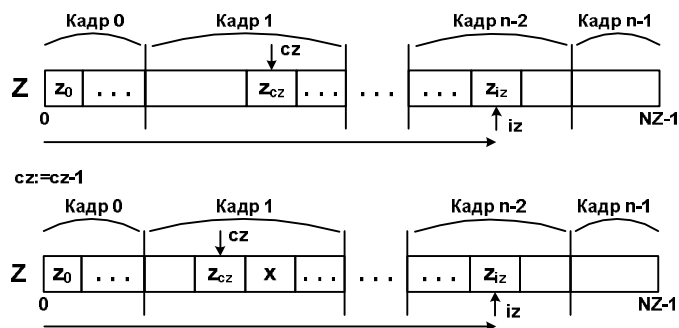 Кадр 0 Кадр 1 Кадр n-2 Кадр n-1
cz
Z z0 ... zcz ... ... ... ziz
0 iz NZ-1
cz:=cz-1
Кадр 0 Кадр 1 Кадр n-2 Кадр n-1
cz
Z z0 ... zcz x ... ... ... ziz
0 iz NZ-1